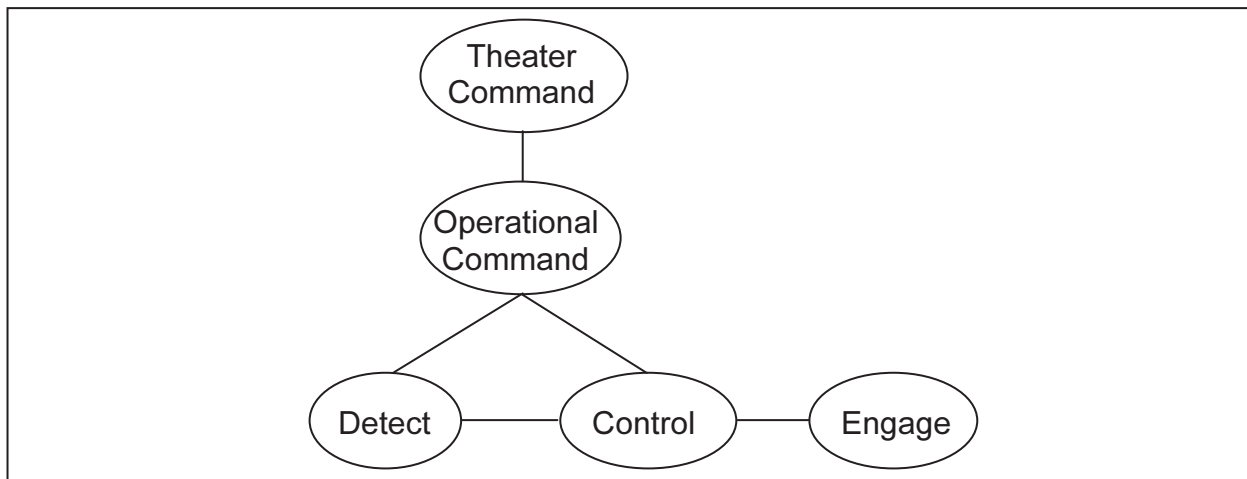 Theater
Command
Operational
Command
Detect
Control
Engage